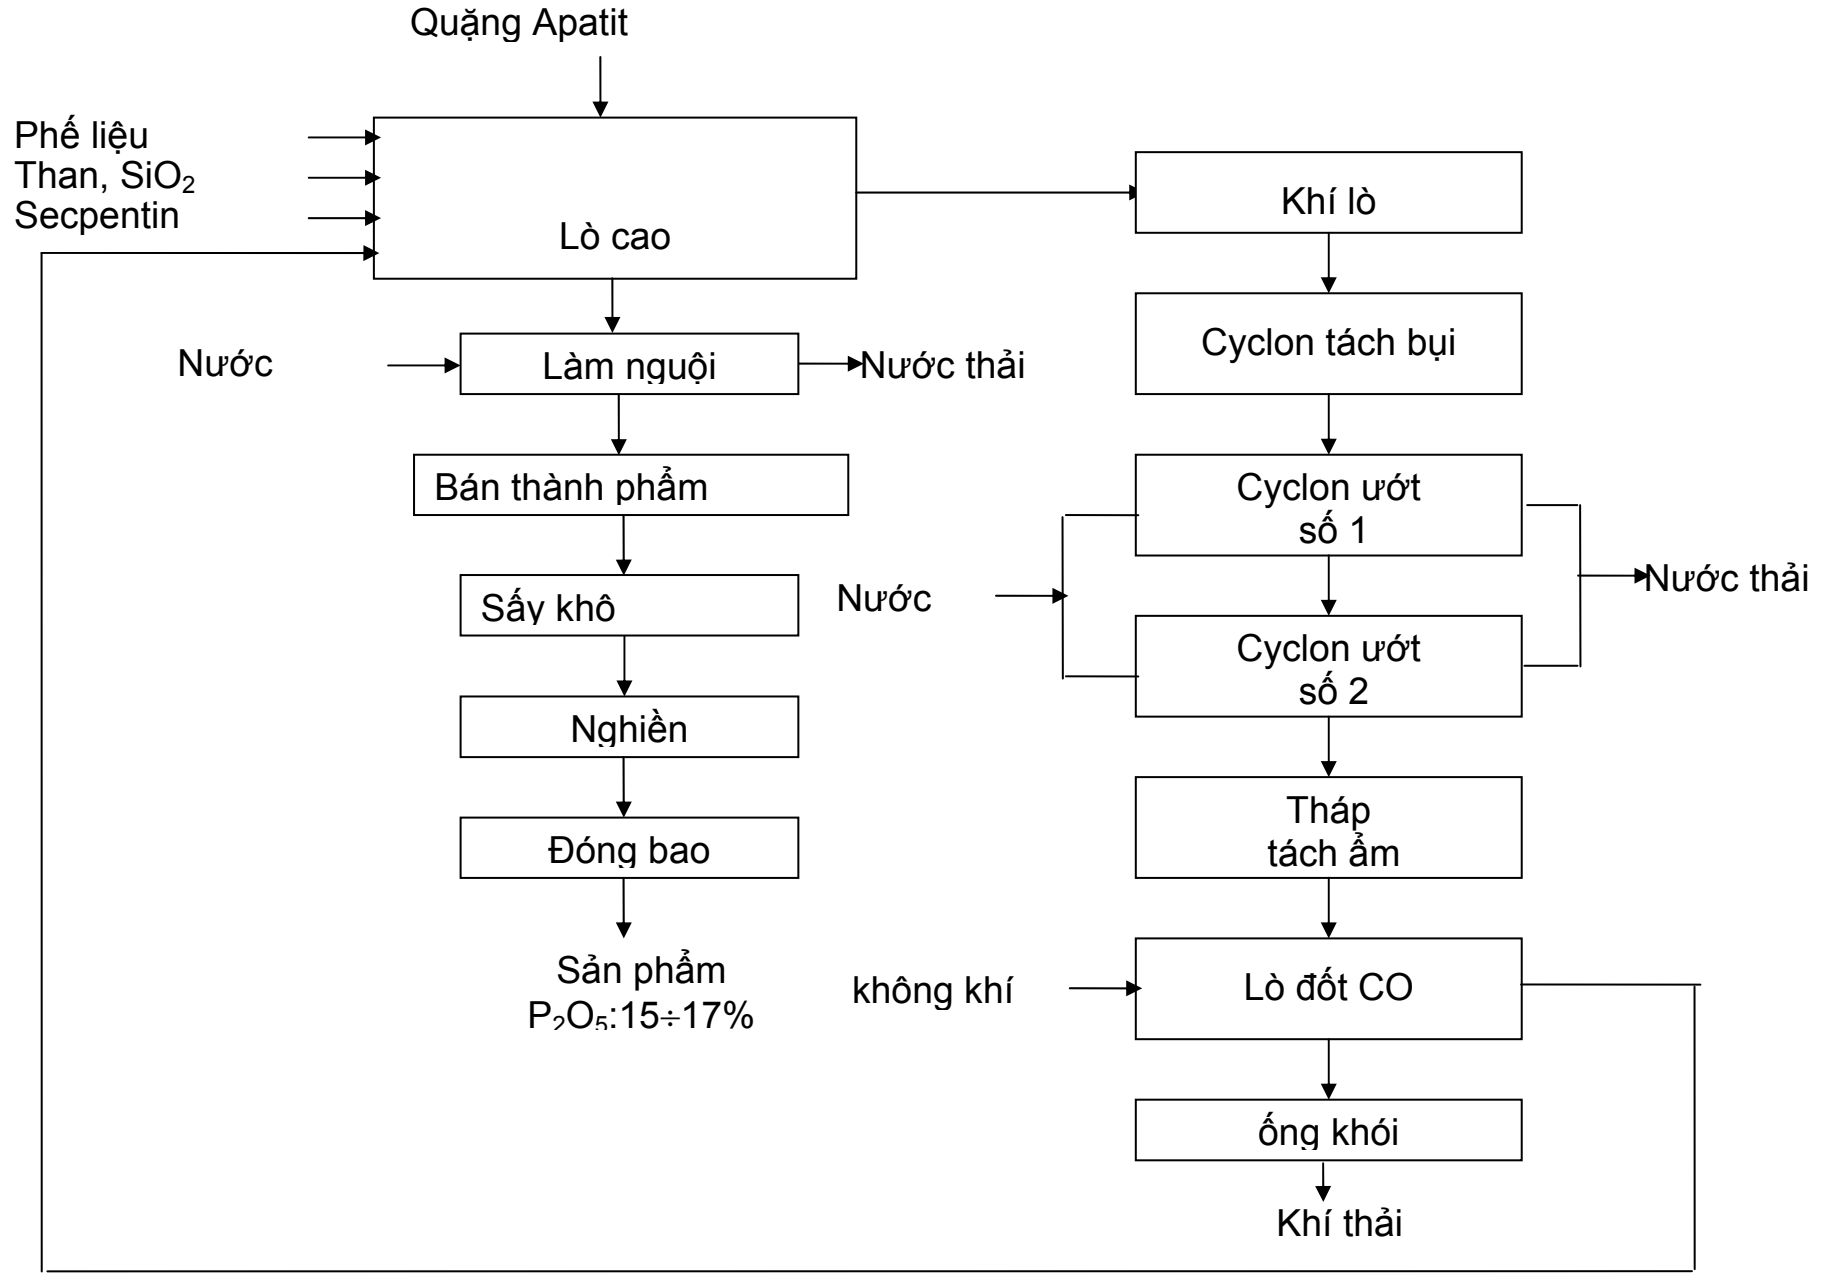 Quặng Apatit
Phế liệu
Than, SiO₂
Secpentin
Lò cao
Khí lò
Cyclon tách bụi
Nước
Làm nguội
Nước thải
Bán thành phẩm
Cyclon ướt
số 1
Sấy khô
Nước
Nước thải
Cyclon ướt
số 2
Nghiền
Tháp
tách ẩm
Đóng bao
Sản phẩm
P₂O₅:15÷17%
không khí
Lò đốt CO
ống khói
Khí thải